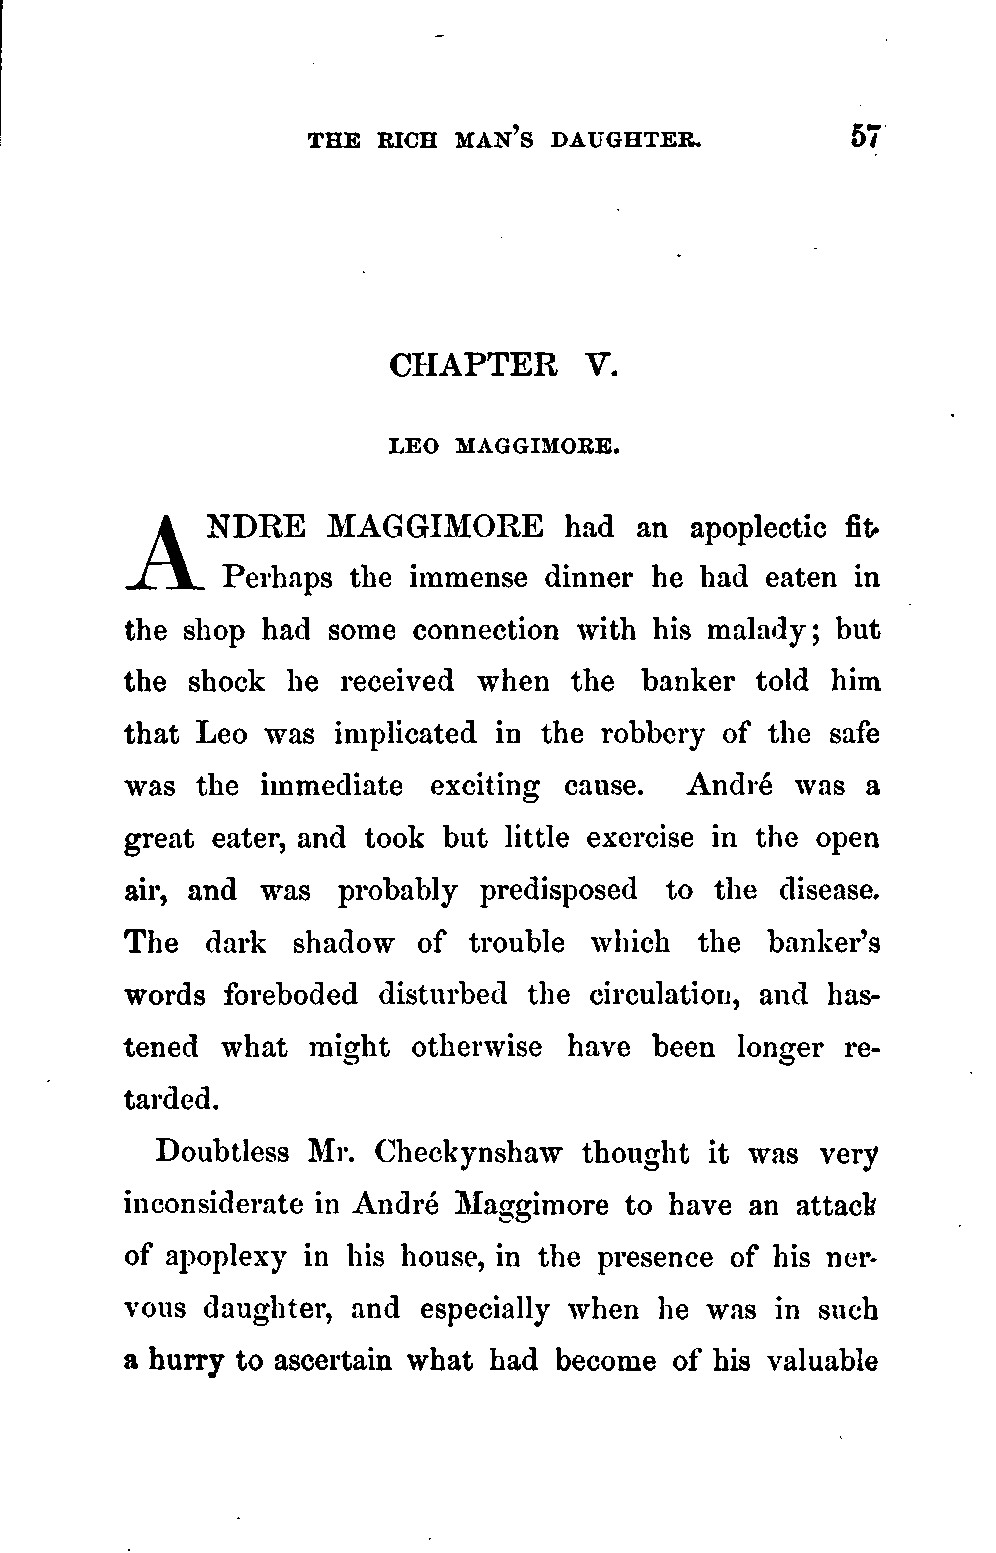 THE RICH MAN'S DAUGHTER. 57
CHAPTER V.
LEO MAGGIMORE.
ANDRE MAGGIMORE had an apoplectic fit.
Perhaps the immense dinner he had eaten in
the shop had some connection with his malady; but
the shock he received when the banker told him
that Leo was implicated in the robbery of the safe
was the immediate exciting cause. André was a
great eater, and took but little exercise in the open
air, and was probably predisposed to the disease.
The dark shadow of trouble which the banker's
words foreboded disturbed the circulation, and has-
tened what might otherwise have been longer re-
tarded.
Doubtless Mr. Checkynshaw thought it was very
inconsiderate in André Maggimore to have an attack
of apoplexy in his house, in the presence of his ner-
vous daughter, and especially when he was in such
a hurry to ascertain what had become of his valuable